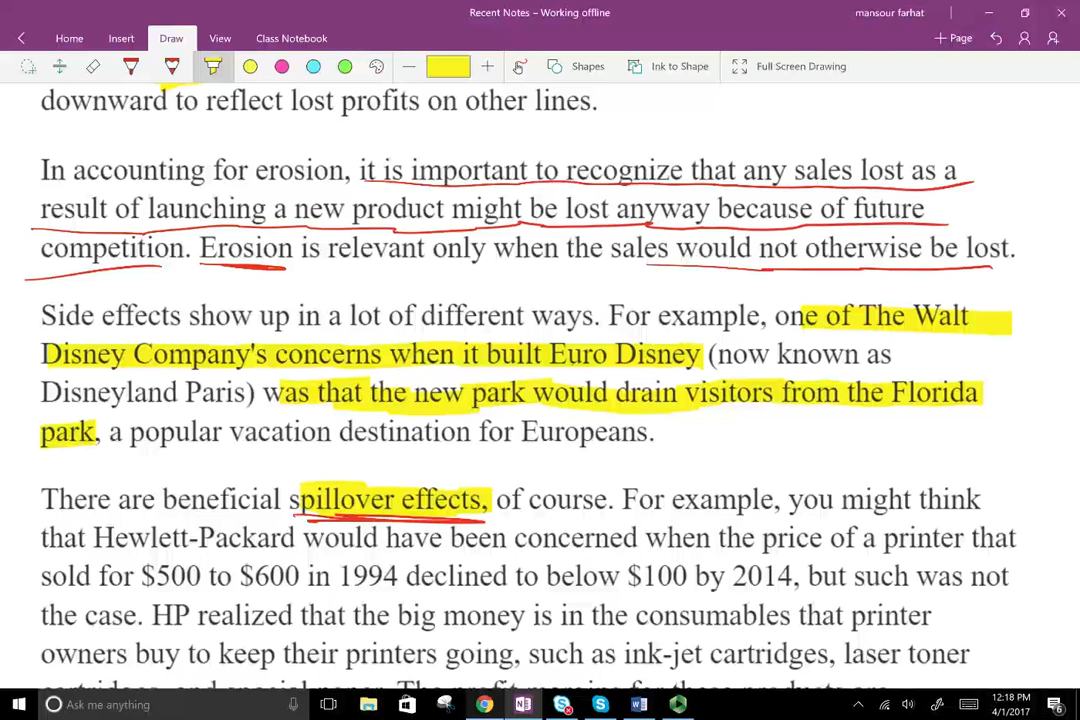 Recent Notes – Working offline
mansour farhat
Home Insert Draw View Class Notebook
Page
Shapes Ink to Shape Full Screen Drawing
downward to reflect lost profits on other lines.
In accounting for erosion, it is important to recognize that any sales lost as a
result of launching a new product might be lost anyway because of future
competition. Erosion is relevant only when the sales would not otherwise be lost.
Side effects show up in a lot of different ways. For example, one of The Walt
Disney Company's concerns when it built Euro Disney (now known as
Disneyland Paris) was that the new park would drain visitors from the Florida
park, a popular vacation destination for Europeans.
There are beneficial spillover effects, of course. For example, you might think
that Hewlett-Packard would have been concerned when the price of a printer that
sold for $500 to $600 in 1994 declined to below $100 by 2014, but such was not
the case. HP realized that the big money is in the consumables that printer
owners buy to keep their printers going, such as ink-jet cartridges, laser toner
Ask me anything
12:18 PM
4/1/2017